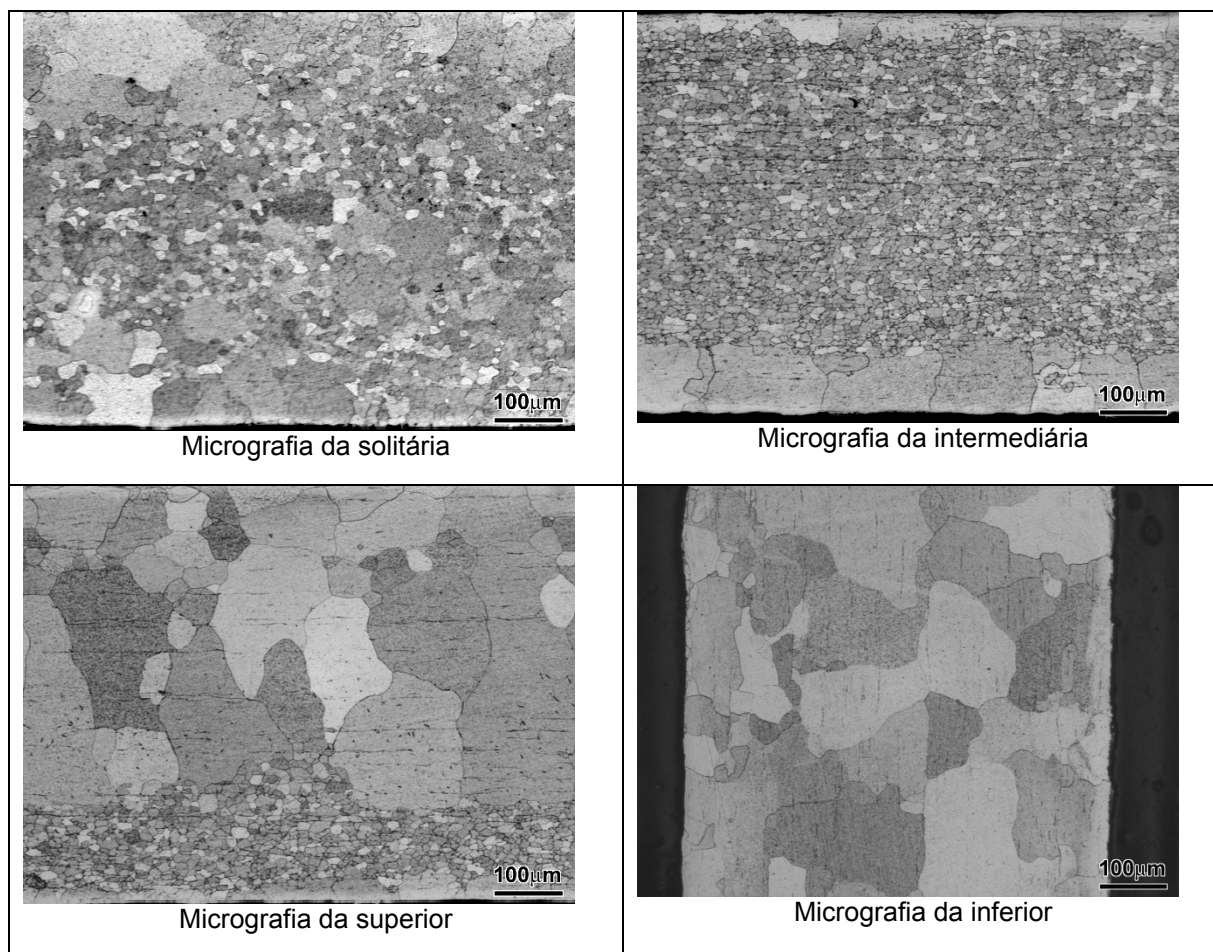 100μm
Micrografia da solitária
100μm
Micrografia da intermediária
100μm
Micrografia da superior
100μm
Micrografia da inferior